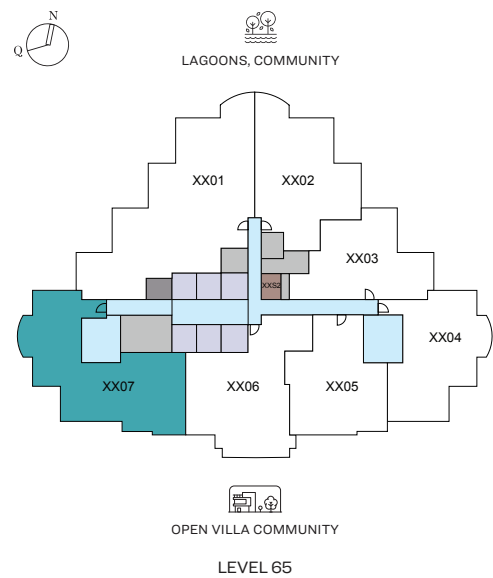 N
Q
LAGOONS, COMMUNITY
XX01
XX02
XX03
XXS2
XX04
XX07
XX06
XX05
OPEN VILLA COMMUNITY
LEVEL 65